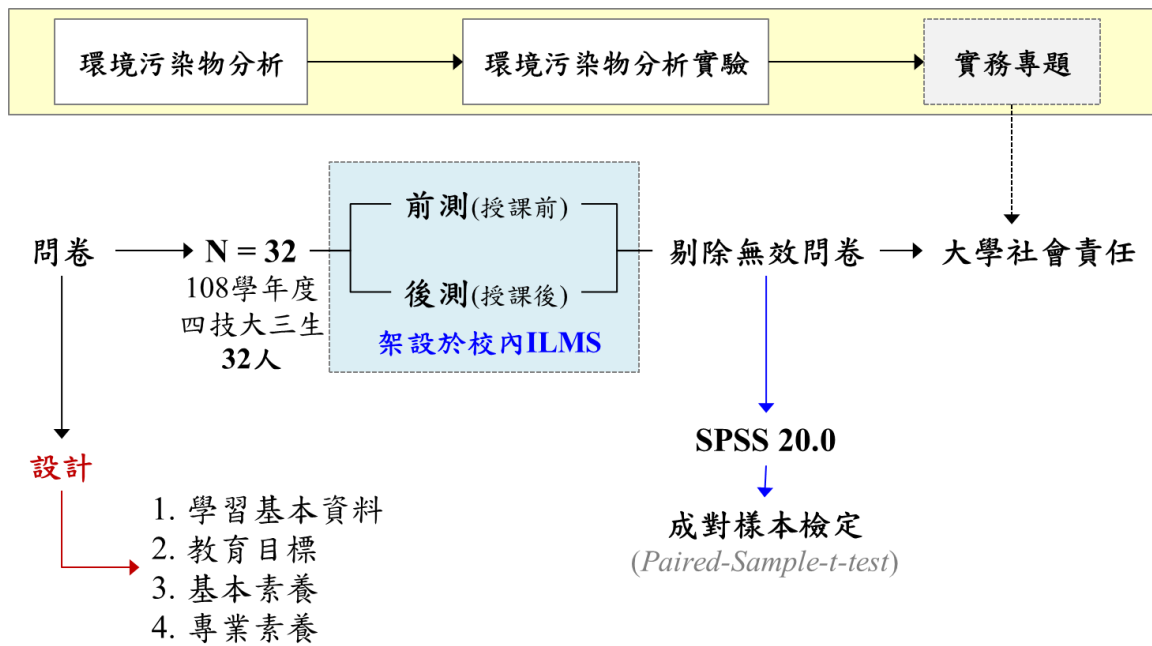 環境污染物分析
環境污染物分析實驗
實務專題
前測(授課前)
問卷
N = 32
剔除無效問卷
大學社會責任
108學年度
四技大三生
32人
後測(授課後)
架設於校內ILMS
SPSS 20.0
設計
成對樣本檢定
(Paired-Sample-t-test)
1. 學習基本資料
2. 教育目標
3. 基本素養
4. 專業素養